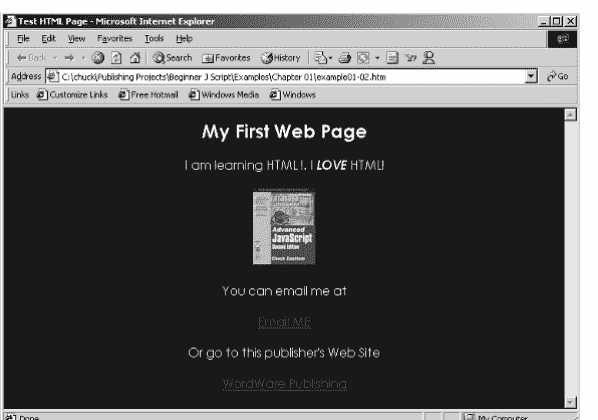 Test HTML Page - Microsoft Internet Explorer
File Edit View Favorites Tools Help
Back Search Favorites History
Address C:\chuck\Publishing Projects\Beginner J Script\Examples\Chapter 01\example01-02.htm Go
Links Customize Links Free Hotmail Windows Media Windows
My First Web Page
I am learning HTML!. I LOVE HTML!
Advanced
JavaScript
Second Edition
Chuck Easttom
You can email me at
Email ME
Or go to this publisher's Web Site
WordWare Publishing
Done My Computer